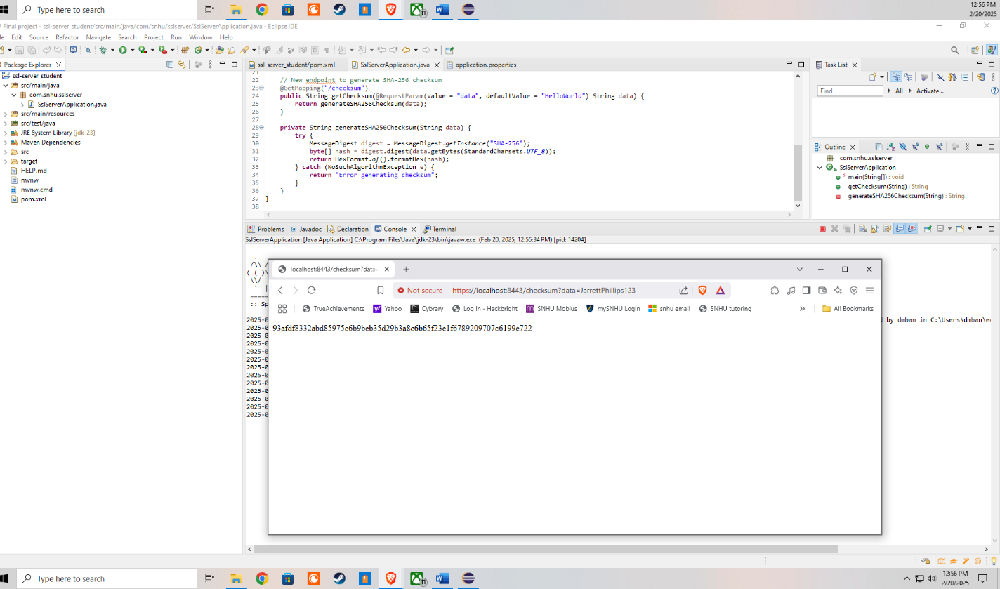 Type here to search
11
12:56 PM
2/20/2025
Final project - ssl-server_student/src/main/java/com/snhu/sslserver/SslServerApplication.java - Eclipse IDE
Edit Source Refactor Navigate Search Project Run Window Help
Package Explorer
ssl-server_student
src/main/java
com.snhu.sslserver
SslServerApplication.java
src/main/resources
src/test/java
JRE System Library [jdk-23]
Maven Dependencies
src
target
HELP.md
mvnw
mvnw.cmd
pom.xml
ssl-server_student/pom.xml SslServerApplication.java application.properties
21
22 // New endpoint to generate SHA-256 checksum
23 @GetMapping("/checksum")
24 public String getChecksum(@RequestParam(value = "data", defaultValue = "HelloWorld") String data) {
25 return generateSHA256Checksum(data);
26 }
27
28 private String generateSHA256Checksum(String data) {
29 try {
30 MessageDigest digest = MessageDigest.getInstance("SHA-256");
31 byte[] hash = digest.digest(data.getBytes(StandardCharsets.UTF_8));
32 return HexFormat.of().formatHex(hash);
33 } catch (NoSuchAlgorithmException e) {
34 return "Error generating checksum";
35 }
36 }
37 }
38
Task List
Find All Activate...
Outline
com.snhu.sslserver
SslServerApplication
main(String[]) : void
getChecksum(String) : String
generateSHA256Checksum(String) : String
Problems Javadoc Declaration Console Terminal
SslServerApplication [Java Application] C:\Program Files\Java\jdk-23\bin\javaw.exe (Feb 20, 2025, 12:55:34 PM) [pid: 14204]
:: Sp
2025-0
2025-0
2025-0
2025-0
2025-0
2025-0
2025-0
2025-0
2025-0
2025-0
2025-0
2025-0
2025-0
by dmban in C:\Users\dmban\ec
localhost:8443/checksum?data=
Not secure https://localhost:8443/checksum?data=JarrettPhillips123
TrueAchievements Yahoo Cybrary Log In - Hackbright SNHU Mobius mySNHU Login snhu email SNHU tutoring All Bookmarks
93afdf8332abd85975c6b9beb35d29b3a8c6b65f23e1f6789209707c6199e722
Type here to search
11
12:56 PM
2/20/2025